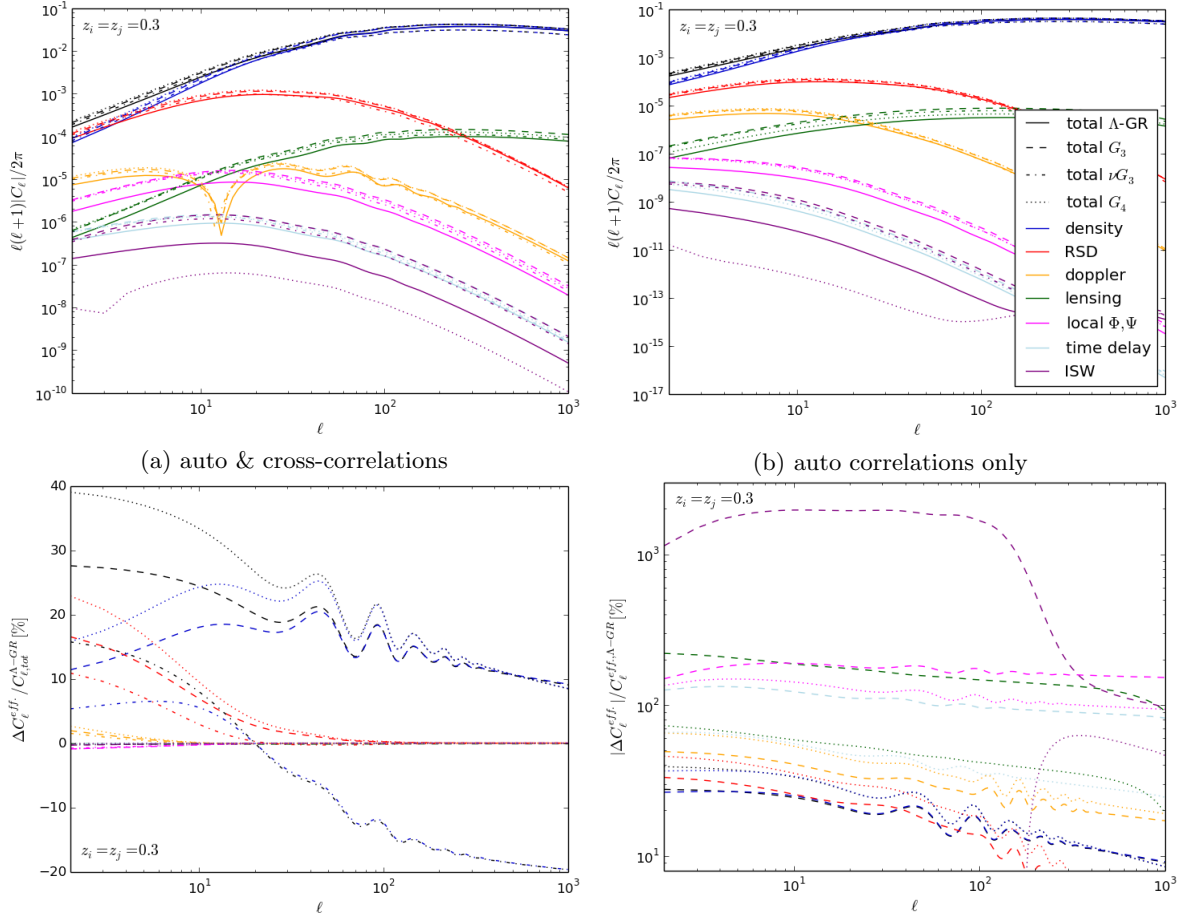 10^{-1}
10^{-2}
10^{-3}
10^{-4}
10^{-5}
10^{-6}
10^{-7}
10^{-8}
10^{-9}
10^{-10}
ℓ(ℓ+1)|C_ℓ|/2π
z_i = z_j = 0.3
10^1 10^2 10^3
ℓ
(a) auto & cross-correlations
10^1
10^{-1}
10^{-3}
10^{-5}
10^{-7}
10^{-9}
10^{-11}
10^{-13}
10^{-15}
10^{-17}
ℓ(ℓ+1)C_ℓ/2π
z_i = z_j = 0.3
total Λ-GR
total G_3
total νG_3
total G_4
density
RSD
doppler
lensing
local Φ,Ψ
time delay
ISW
10^1 10^2 10^3
ℓ
(b) auto correlations only
40
30
20
10
0
−10
−20
ΔC_ℓ^{eff.}/C_{ℓ,tot}^{Λ−GR} [%]
z_i = z_j = 0.3
10^1 10^2 10^3
ℓ
10^3
10^2
10^1
|ΔC_ℓ^{eff.}|/C_ℓ^{eff,Λ−GR} [%]
z_i = z_j = 0.3
10^1 10^2 10^3
ℓ